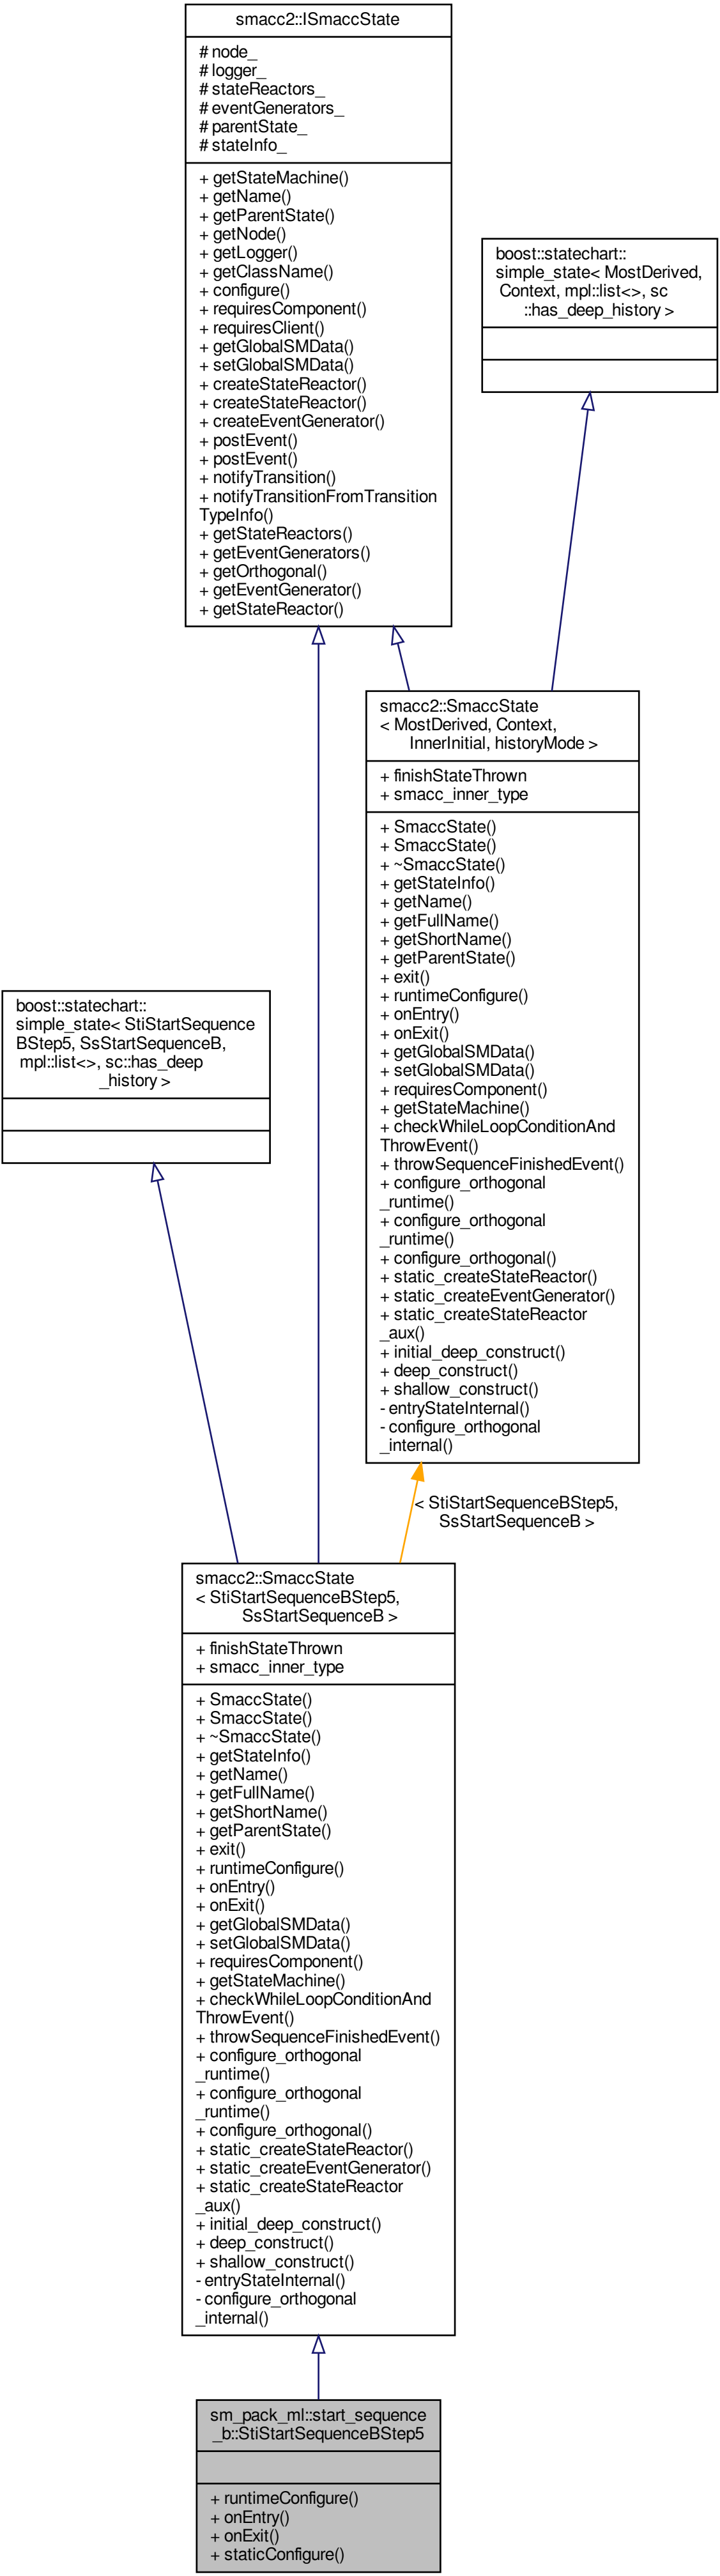 smacc2::ISmaccState
# node_
# logger_
# stateReactors_
# eventGenerators_
# parentState_
# stateInfo_
+ getStateMachine()
+ getName()
+ getParentState()
+ getNode()
+ getLogger()
+ getClassName()
+ configure()
+ requiresComponent()
+ requiresClient()
+ getGlobalSMData()
+ setGlobalSMData()
+ createStateReactor()
+ createStateReactor()
+ createEventGenerator()
+ postEvent()
+ postEvent()
+ notifyTransition()
+ notifyTransitionFromTransition
TypeInfo()
+ getStateReactors()
+ getEventGenerators()
+ getOrthogonal()
+ getEventGenerator()
+ getStateReactor()
boost::statechart::
simple_state< MostDerived,
Context, mpl::list<>, sc
::has_deep_history >
smacc2::SmaccState
< MostDerived, Context,
InnerInitial, historyMode >
+ finishStateThrown
+ smacc_inner_type
+ SmaccState()
+ SmaccState()
+ ~SmaccState()
+ getStateInfo()
+ getName()
+ getFullName()
+ getShortName()
+ getParentState()
+ exit()
+ runtimeConfigure()
+ onEntry()
+ onExit()
+ getGlobalSMData()
+ setGlobalSMData()
+ requiresComponent()
+ getStateMachine()
+ checkWhileLoopConditionAnd
ThrowEvent()
+ throwSequenceFinishedEvent()
+ configure_orthogonal
_runtime()
+ configure_orthogonal
_runtime()
+ configure_orthogonal()
+ static_createStateReactor()
+ static_createEventGenerator()
+ static_createStateReactor
_aux()
+ initial_deep_construct()
+ deep_construct()
+ shallow_construct()
- entryStateInternal()
- configure_orthogonal
_internal()
boost::statechart::
simple_state< StiStartSequence
BStep5, SsStartSequenceB,
mpl::list<>, sc::has_deep
_history >
< StiStartSequenceBStep5,
SsStartSequenceB >
smacc2::SmaccState
< StiStartSequenceBStep5,
SsStartSequenceB >
+ finishStateThrown
+ smacc_inner_type
+ SmaccState()
+ SmaccState()
+ ~SmaccState()
+ getStateInfo()
+ getName()
+ getFullName()
+ getShortName()
+ getParentState()
+ exit()
+ runtimeConfigure()
+ onEntry()
+ onExit()
+ getGlobalSMData()
+ setGlobalSMData()
+ requiresComponent()
+ getStateMachine()
+ checkWhileLoopConditionAnd
ThrowEvent()
+ throwSequenceFinishedEvent()
+ configure_orthogonal
_runtime()
+ configure_orthogonal
_runtime()
+ configure_orthogonal()
+ static_createStateReactor()
+ static_createEventGenerator()
+ static_createStateReactor
_aux()
+ initial_deep_construct()
+ deep_construct()
+ shallow_construct()
- entryStateInternal()
- configure_orthogonal
_internal()
sm_pack_ml::start_sequence
_b::StiStartSequenceBStep5
+ runtimeConfigure()
+ onEntry()
+ onExit()
+ staticConfigure()